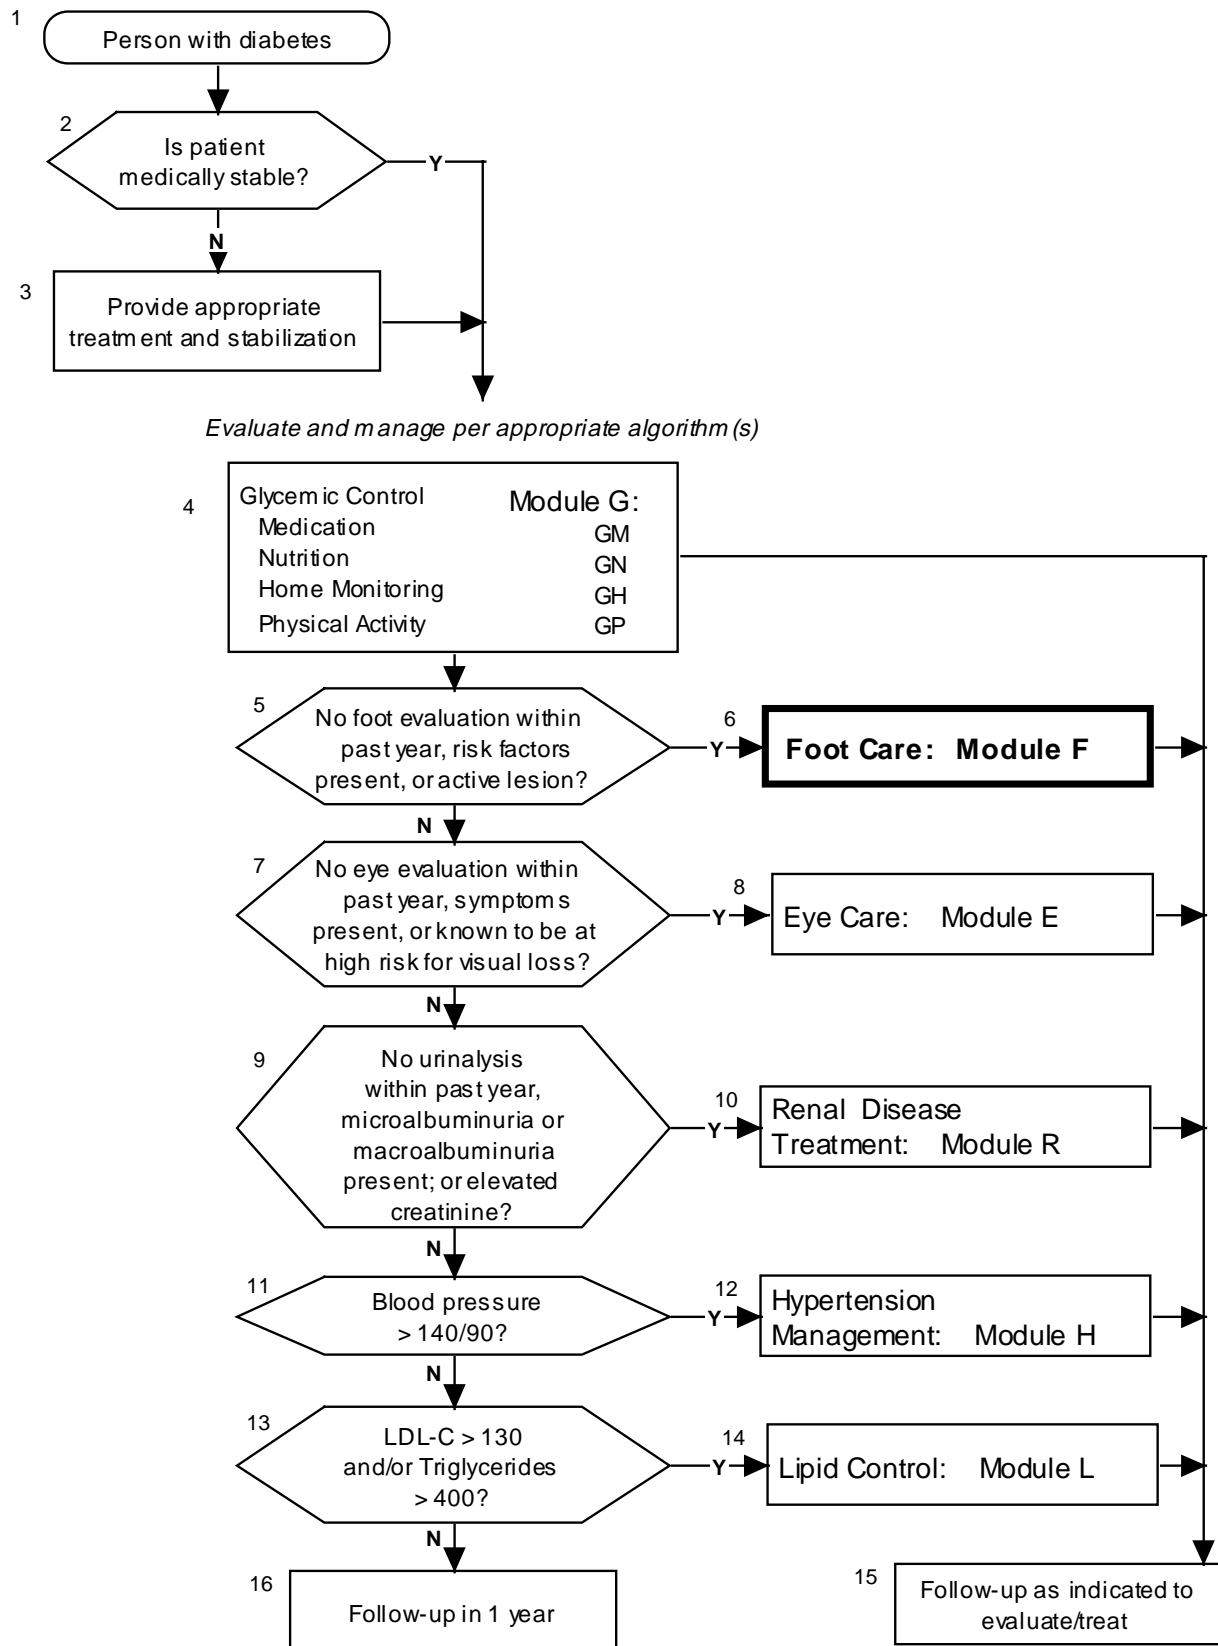 1
Person with diabetes
2
Is patient
medically stable?
Y
N
3
Provide appropriate
treatment and stabilization
Evaluate and manage per appropriate algorithm(s)
4
Glycemic Control Module G:
Medication GM
Nutrition GN
Home Monitoring GH
Physical Activity GP
5
No foot evaluation within
past year, risk factors
present, or active lesion?
Y
6
Foot Care: Module F
N
7
No eye evaluation within
past year, symptoms
present, or known to be at
high risk for visual loss?
Y
8
Eye Care: Module E
N
9
No urinalysis
within past year,
microalbuminuria or
macroalbuminuria
present; or elevated
creatinine?
Y
10
Renal Disease
Treatment: Module R
N
11
Blood pressure
> 140/90?
Y
12
Hypertension
Management: Module H
N
13
LDL-C > 130
and/or Triglycerides
> 400?
Y
14
Lipid Control: Module L
N
16
Follow-up in 1 year
15
Follow-up as indicated to
evaluate/treat